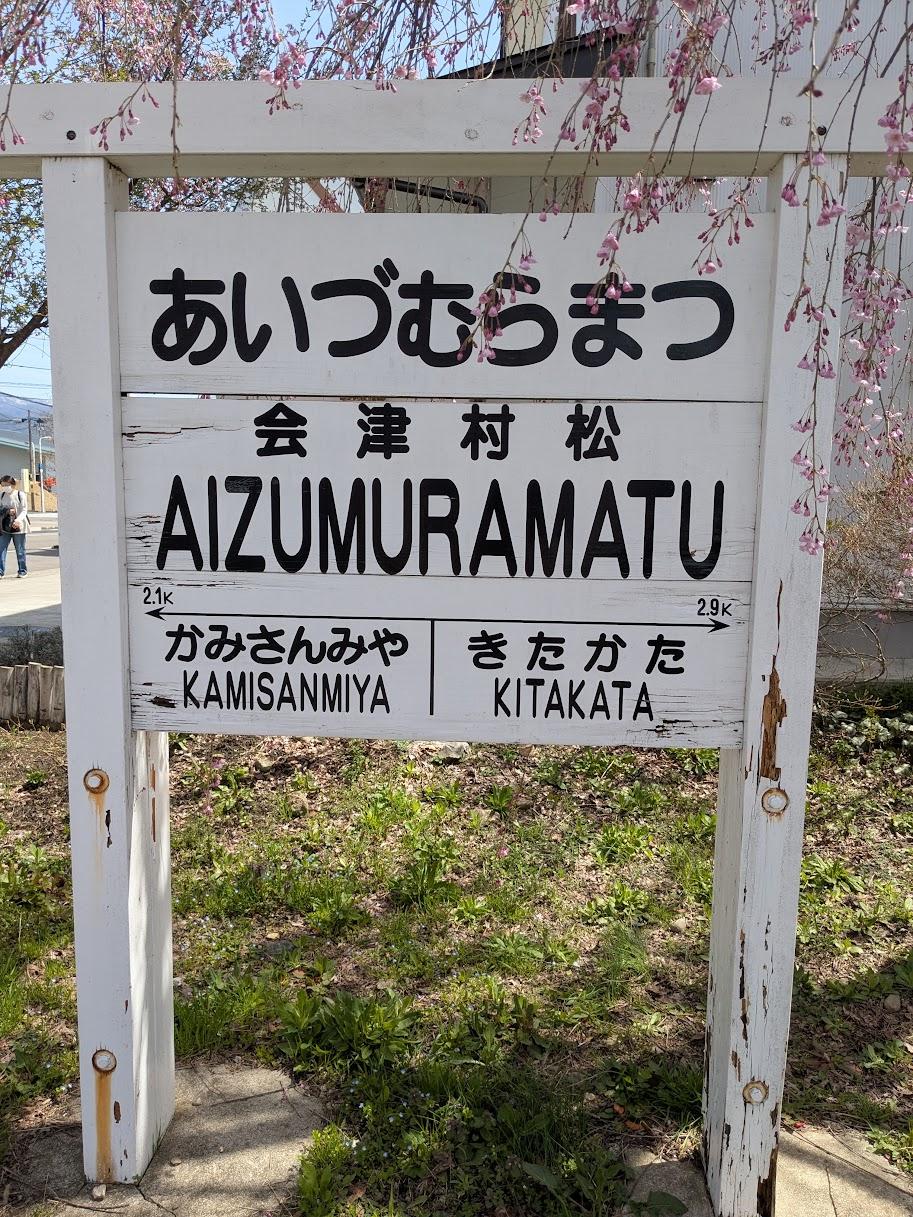 あいづむらまつ
会津村松
AIZUMURAMATU
2.1K 2.9K
かみさんみや きたかた
KAMISANMIYA KITAKATA